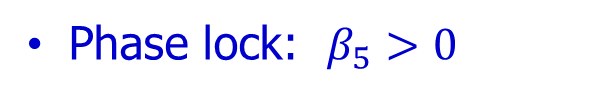 • Phase lock: β₅ > 0